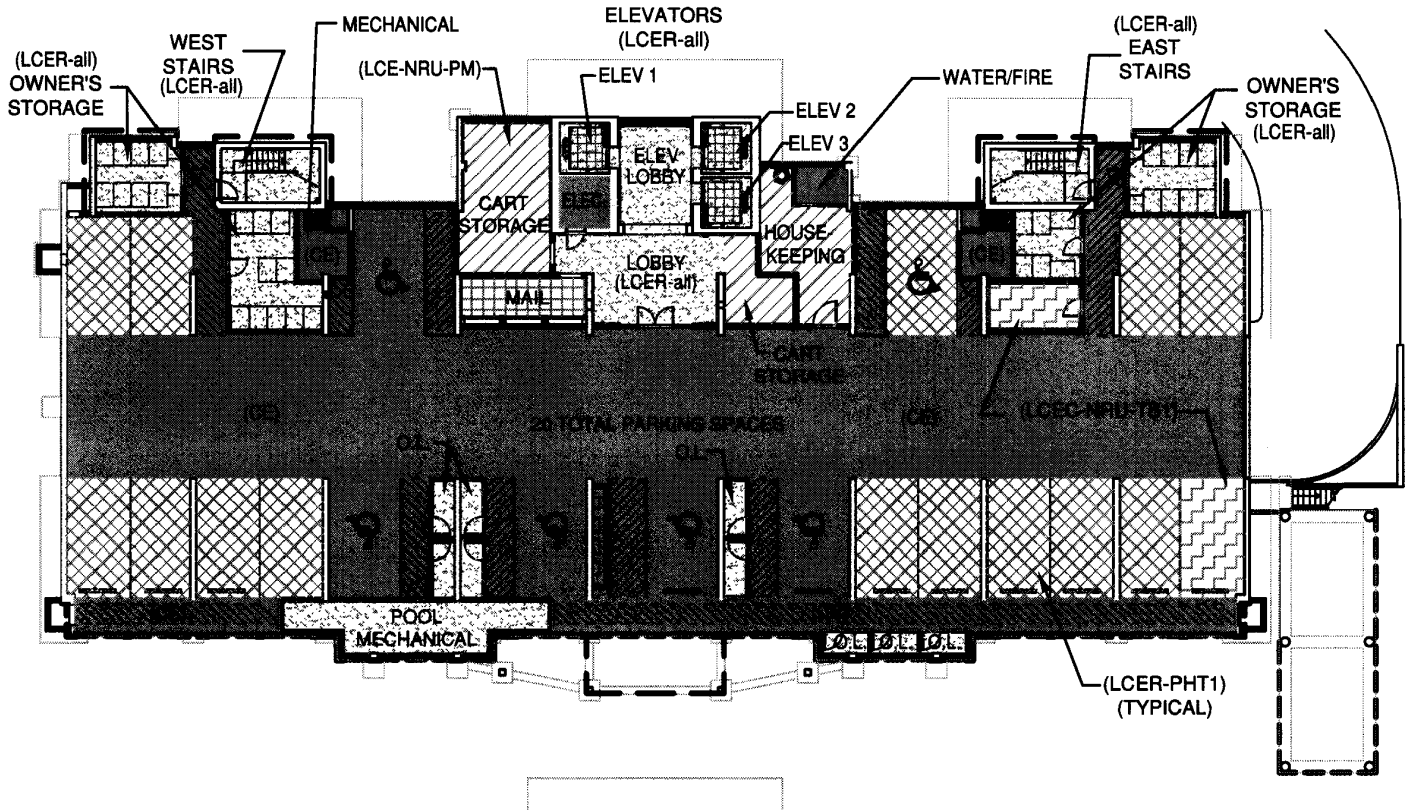 ELEVATORS
(LCER-all)
MECHANICAL
WEST
STAIRS
(LCER-all)
(LCER-all)
OWNER'S
STORAGE
(LCE-NRU-PM)
ELEV 1
WATER/FIRE
(LCER-all)
EAST
STAIRS
OWNER'S
STORAGE
(LCER-all)
ELEV 2
ELEV 3
ELEV
LOBBY
ELEC.
CART
STORAGE
HOUSE-
KEEPING
(CE)
(CE)
LOBBY
(LCER-all)
MAIL
CART
STORAGE
(CE)
20 TOTAL PARKING SPACES
(CE)
(LCEC-NRU-TS1)
O.L
O.L
POOL
MECHANICAL
O.L
O.L
O.L
(LCER-PHT1)
(TYPICAL)